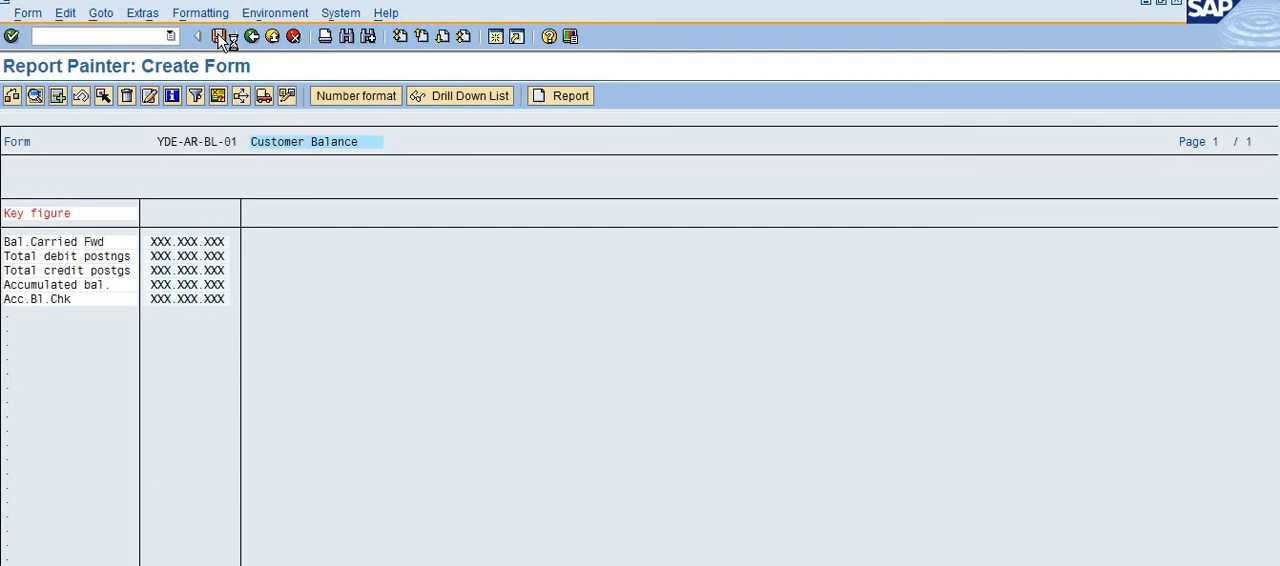 Form Edit Goto Extras Formatting Environment System Help
SAP
Report Painter: Create Form
Number format Drill Down List Report
Form YDE-AR-BL-01 Customer Balance Page 1 / 1
Key figure
Bal.Carried Fwd XXX.XXX.XXX
Total debit postngs XXX.XXX.XXX
Total credit postgs XXX.XXX.XXX
Accumulated bal. XXX.XXX.XXX
Acc.Bl.Chk XXX.XXX.XXX